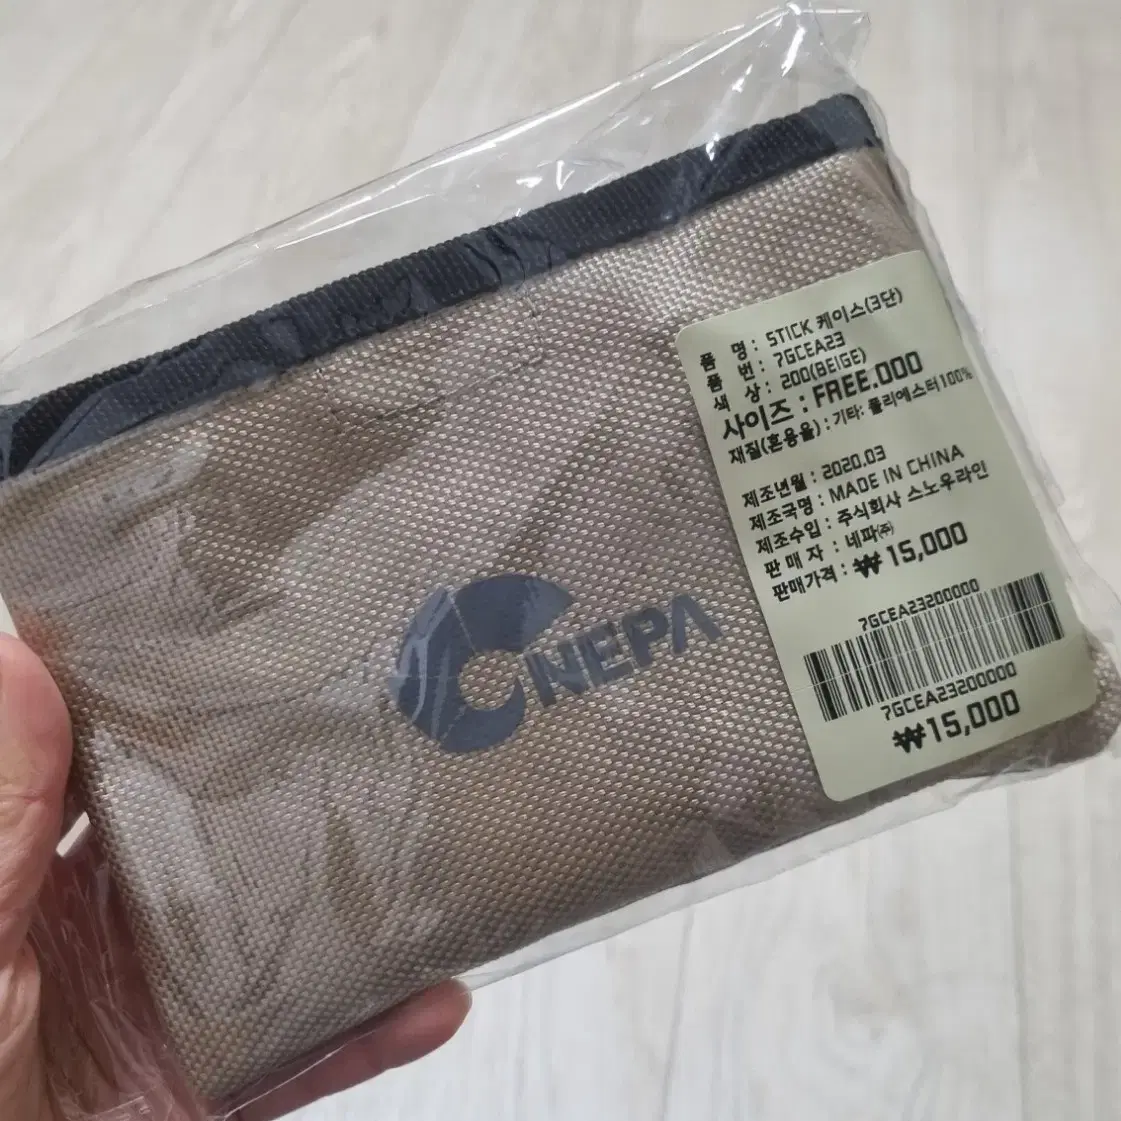 NEPA
품 명 : STICK 케이스(3단)
품 번 : 7GCEA23
색 상 : 200(BEIGE)
사이즈 : FREE.000
재질(혼용율) : 기타: 폴리에스터100%
제조년월 : 2020.03
제조국명 : MADE IN CHINA
제조수입 : 주식회사 스노우라인
판 매 자 : 네파㈜
판매가격 : ₩ 15,000
7GCEA23200000
7GCEA23200000
₩15,000